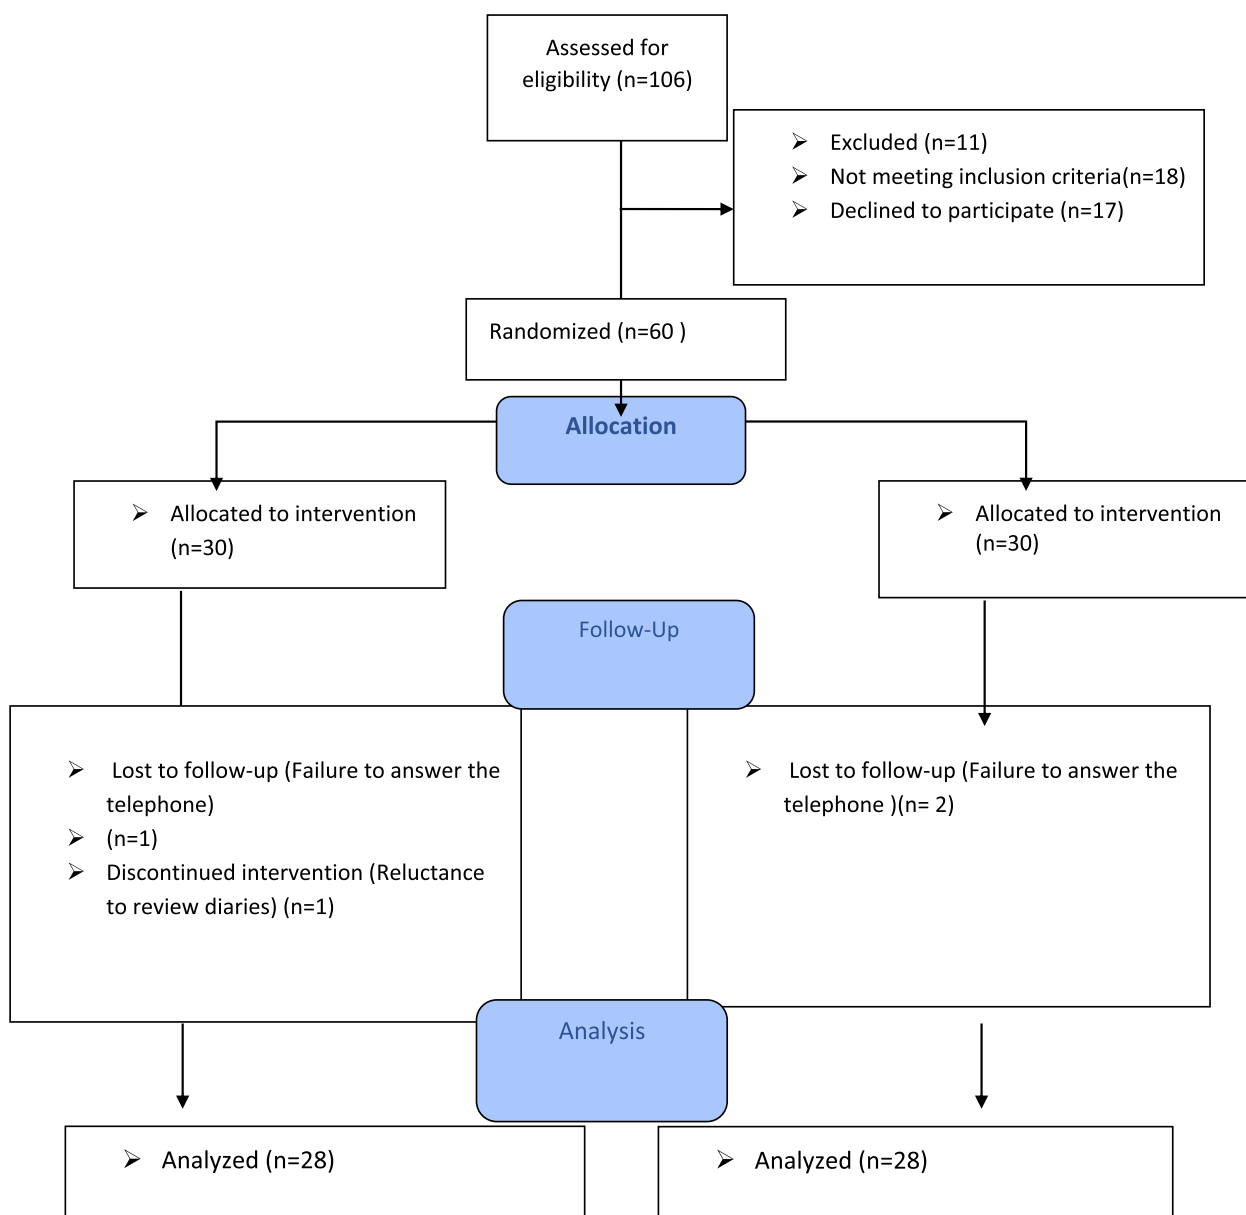 Assessed for
eligibility (n=106)
➢ Excluded (n=11)
➢ Not meeting inclusion criteria(n=18)
➢ Declined to participate (n=17)
Randomized (n=60 )
Allocation
➢ Allocated to intervention
(n=30)
➢ Allocated to intervention
(n=30)
Follow-Up
➢ Lost to follow-up (Failure to answer the
telephone)
➢ (n=1)
➢ Discontinued intervention (Reluctance
to review diaries) (n=1)
➢ Lost to follow-up (Failure to answer the
telephone )(n= 2)
Analysis
➢ Analyzed (n=28)
➢ Analyzed (n=28)